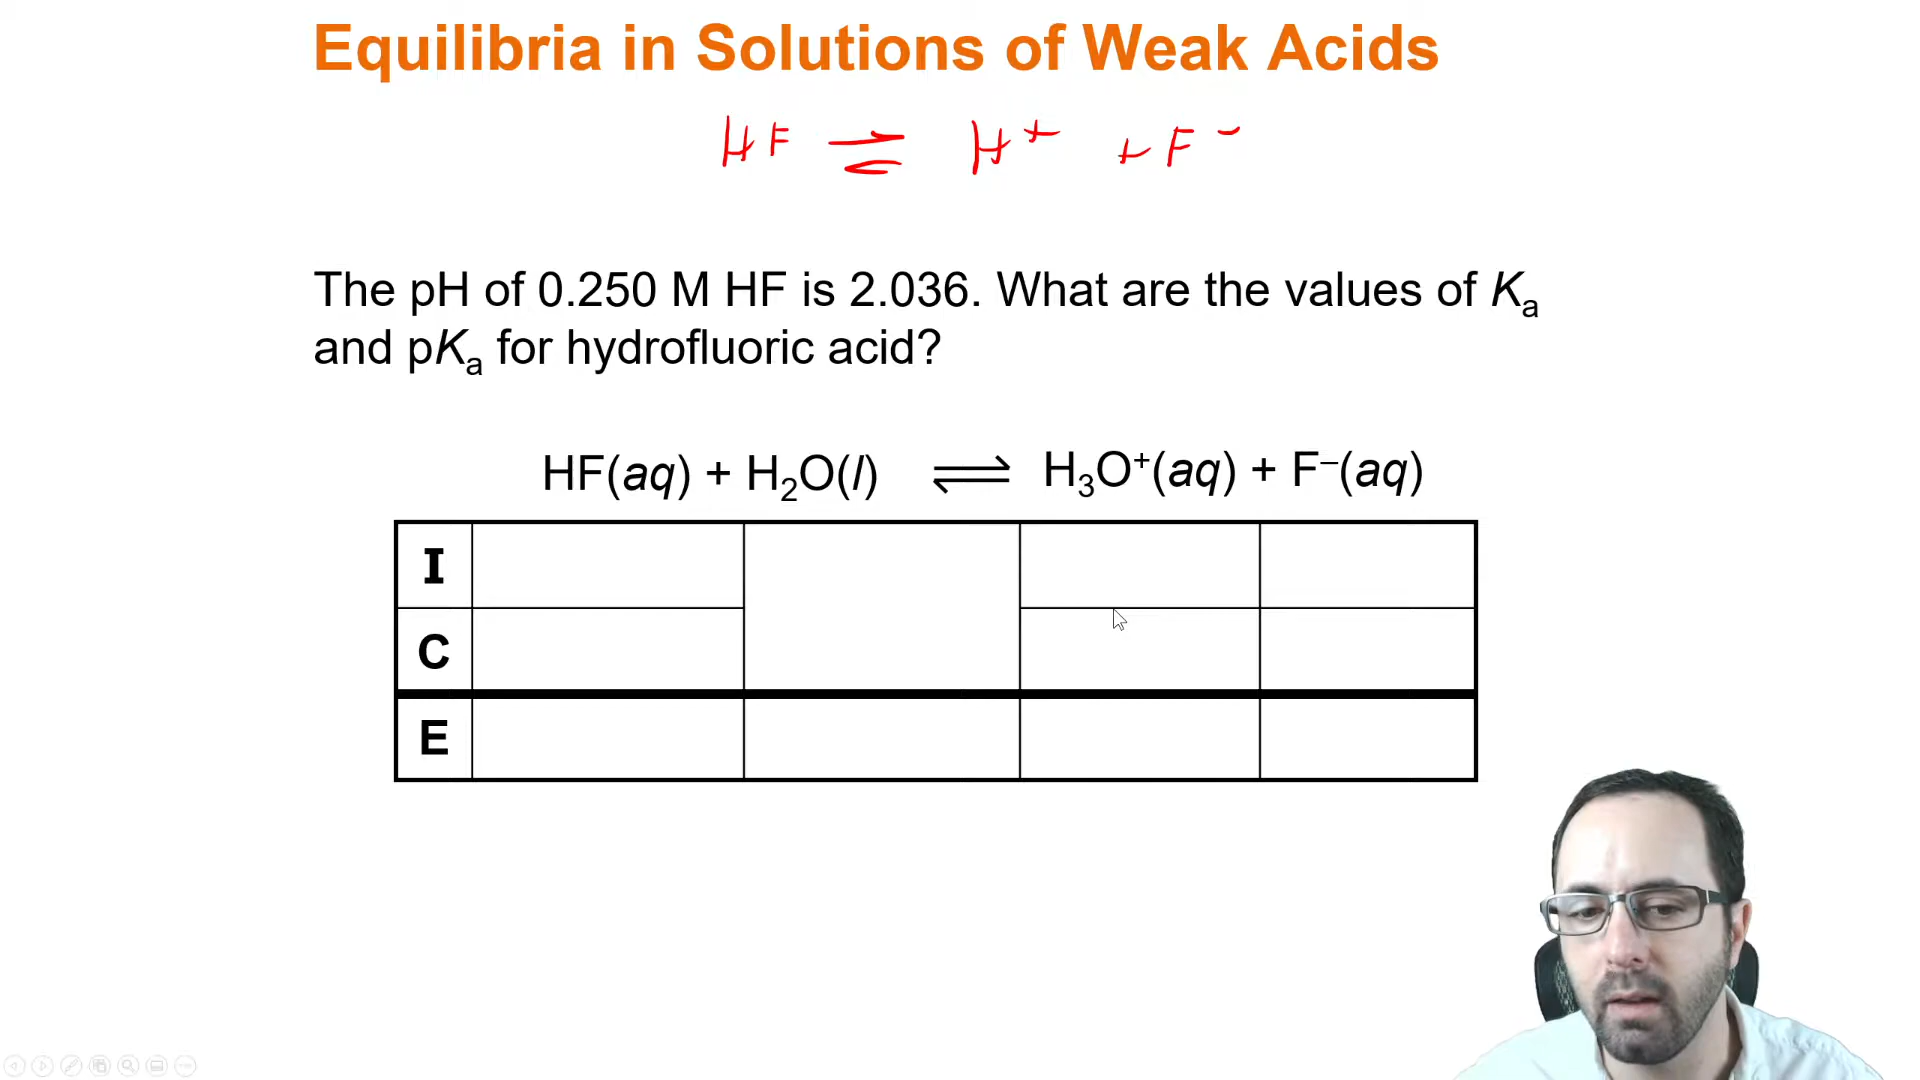 Equilibria in Solutions of Weak Acids
HF ⇌ H⁺ + F⁻
The pH of 0.250 M HF is 2.036. What are the values of Kₐ
and pKₐ for hydrofluoric acid?
HF(aq) + H₂O(l) ⇌ H₃O⁺(aq) + F⁻(aq)
I
C
E